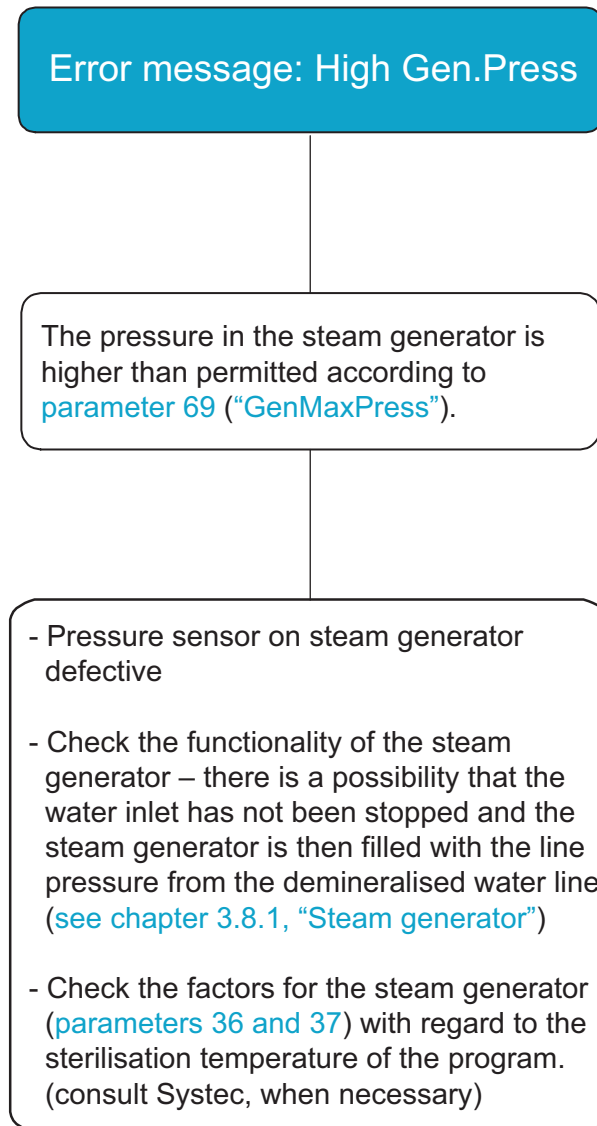 Error message: High Gen.Press
The pressure in the steam generator is
higher than permitted according to
parameter 69 (“GenMaxPress”).
- Pressure sensor on steam generator
defective
- Check the functionality of the steam
generator – there is a possibility that the
water inlet has not been stopped and the
steam generator is then filled with the line
pressure from the demineralised water line
(see chapter 3.8.1, “Steam generator”)
- Check the factors for the steam generator
(parameters 36 and 37) with regard to the
sterilisation temperature of the program.
(consult Systec, when necessary)